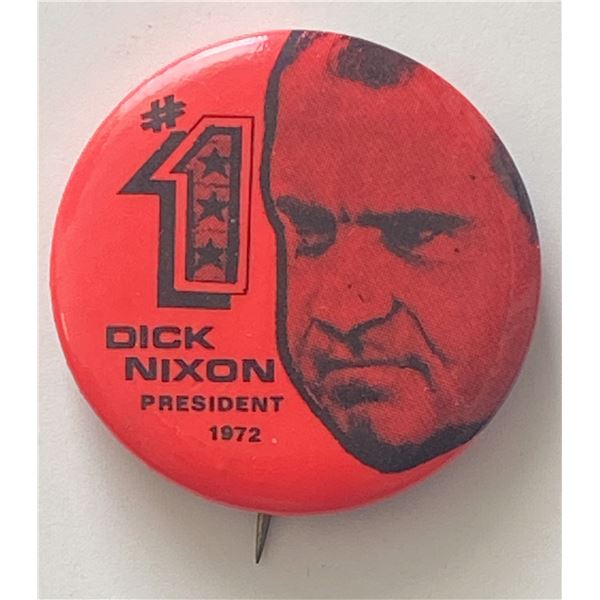 #1
DICK
NIXON
PRESIDENT
1972